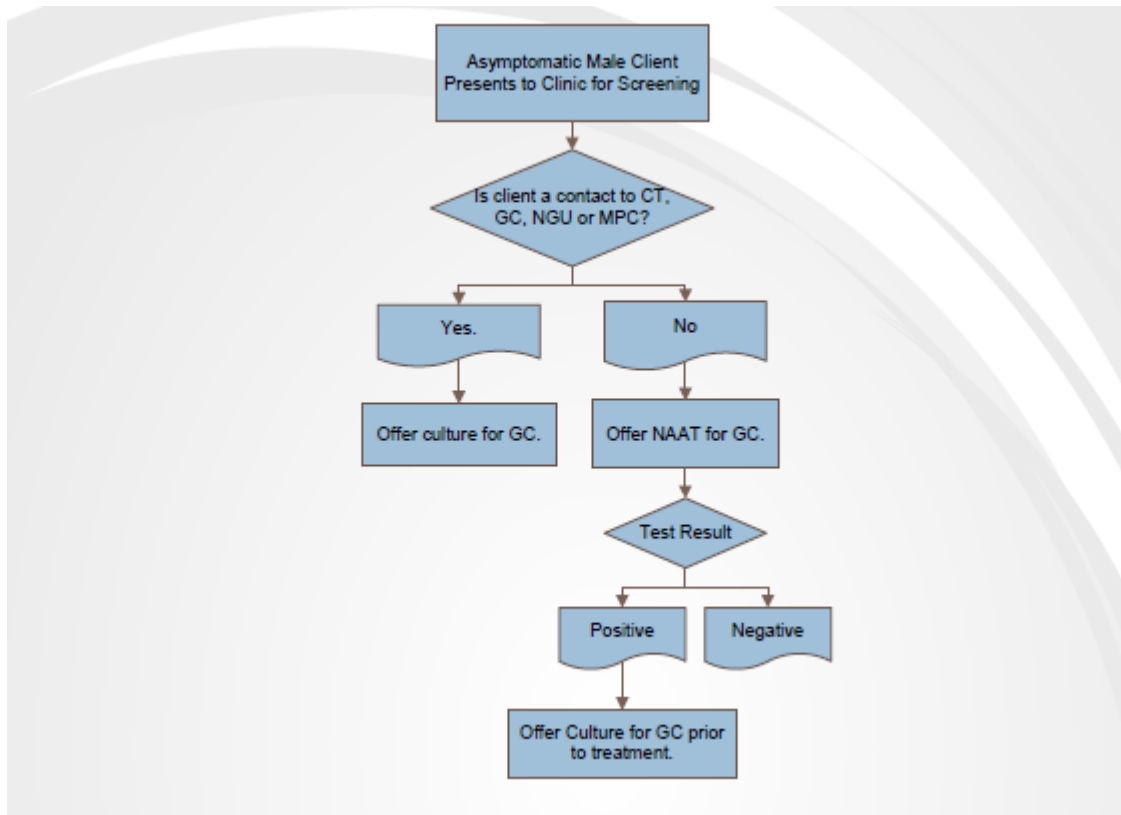 Asymptomatic Male Client
Presents to Clinic for Screening
Is client a contact to CT,
GC, NGU or MPC?
Yes.
No
Offer culture for GC.
Offer NAAT for GC.
Test Result
Positive
Negative
Offer Culture for GC prior
to treatment.